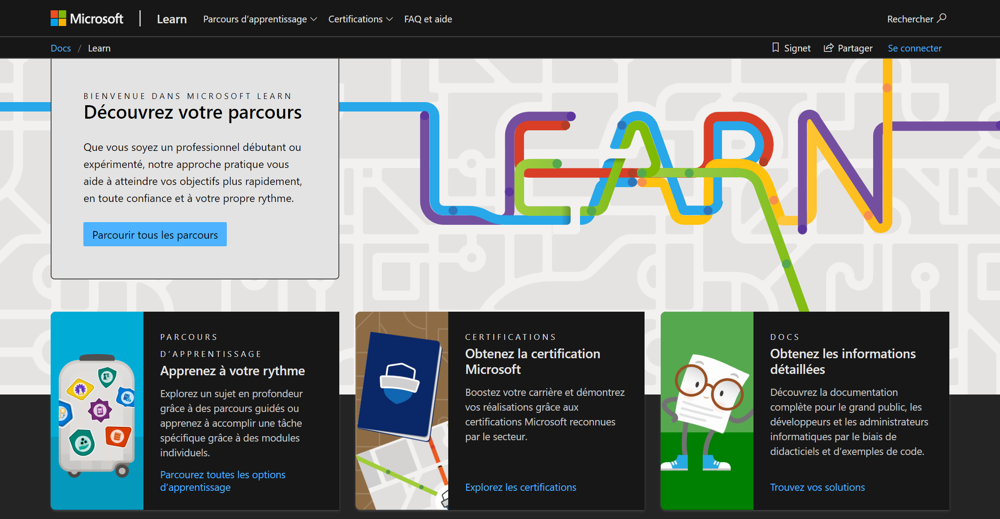 Microsoft Learn Parcours d’apprentissage Certifications FAQ et aide Rechercher
Docs / Learn Signet Partager Se connecter
BIENVENUE DANS MICROSOFT LEARN
Découvrez votre parcours
Que vous soyez un professionnel débutant ou
expérimenté, notre approche pratique vous
aide à atteindre vos objectifs plus rapidement,
en toute confiance et à votre propre rythme.
Parcourir tous les parcours
LEARN
PARCOURS
D’APPRENTISSAGE
Apprenez à votre rythme
Explorez un sujet en profondeur
grâce à des parcours guidés ou
apprenez à accomplir une tâche
spécifique grâce à des modules
individuels.
Parcourez toutes les options
d’apprentissage
CERTIFICATIONS
Obtenez la certification
Microsoft
Boostez votre carrière et démontrez
vos réalisations grâce aux
certifications Microsoft reconnues
par le secteur.
Explorez les certifications
DOCS
Obtenez les informations
détaillées
Découvrez la documentation
complète pour le grand public, les
développeurs et les administrateurs
informatiques par le biais de
didacticiels et d’exemples de code.
Trouvez vos solutions